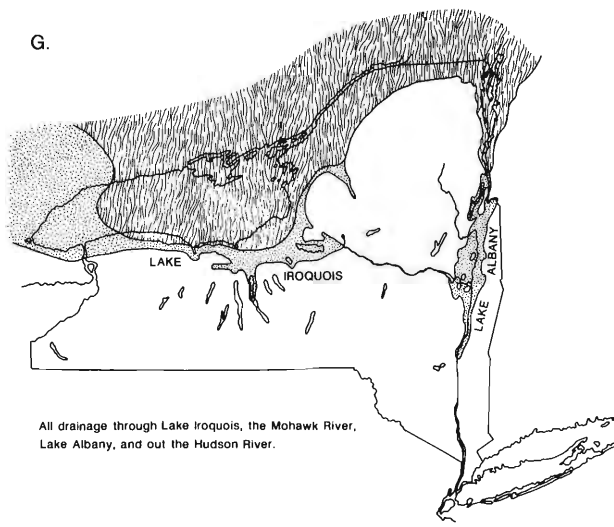 G.
LAKE
IROQUOIS
LAKE ALBANY
All drainage through Lake Iroquois, the Mohawk River,
Lake Albany, and out the Hudson River.